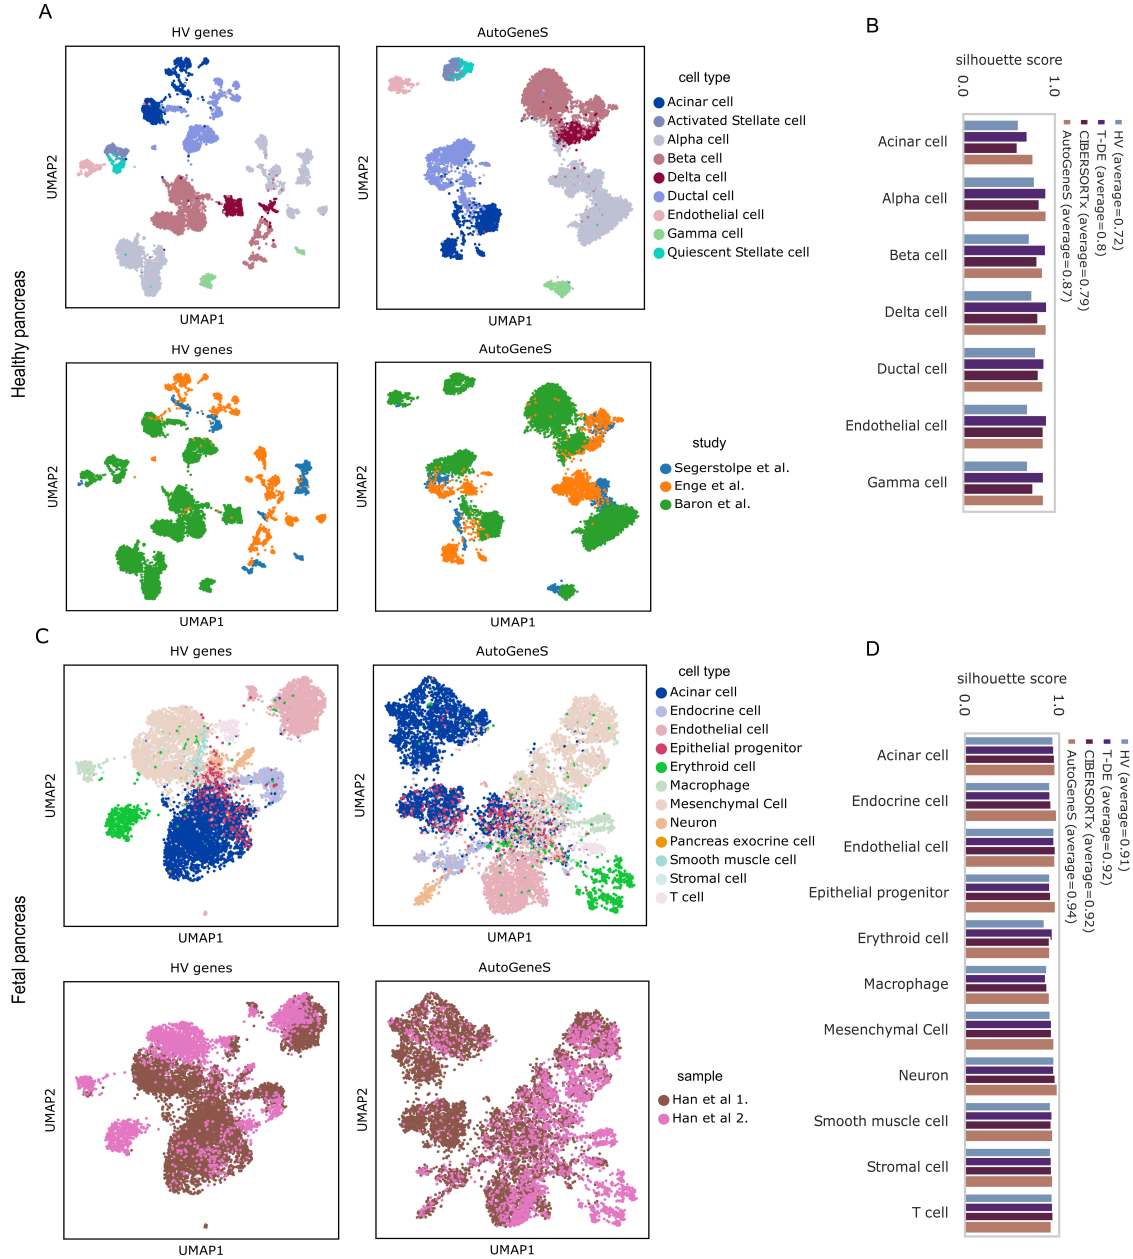 A
HV genes
UMAP2
UMAP1
AutoGeneS
UMAP2
UMAP1
cell type
Acinar cell
Activated Stellate cell
Alpha cell
Beta cell
Delta cell
Ductal cell
Endothelial cell
Gamma cell
Quiescent Stellate cell
Healthy pancreas
HV genes
UMAP2
UMAP1
AutoGeneS
UMAP2
UMAP1
study
Segerstolpe et al.
Enge et al.
Baron et al.
B
silhouette score
0.0
1.0
HV (average=0.72)
T-DE (average=0.8)
CIBERSORTx (average=0.79)
AutoGeneS (average=0.87)
Acinar cell
Alpha cell
Beta cell
Delta cell
Ductal cell
Endothelial cell
Gamma cell
C
HV genes
UMAP2
UMAP1
AutoGeneS
UMAP2
UMAP1
cell type
Acinar cell
Endocrine cell
Endothelial cell
Epithelial progenitor
Erythroid cell
Macrophage
Mesenchymal Cell
Neuron
Pancreas exocrine cell
Smooth muscle cell
Stromal cell
T cell
Fetal pancreas
HV genes
UMAP2
UMAP1
AutoGeneS
UMAP2
UMAP1
sample
Han et al 1.
Han et al 2.
D
silhouette score
0.0
1.0
HV (average=0.91)
T-DE (average=0.92)
CIBERSORTx (average=0.92)
AutoGeneS (average=0.94)
Acinar cell
Endocrine cell
Endothelial cell
Epithelial progenitor
Erythroid cell
Macrophage
Mesenchymal Cell
Neuron
Smooth muscle cell
Stromal cell
T cell